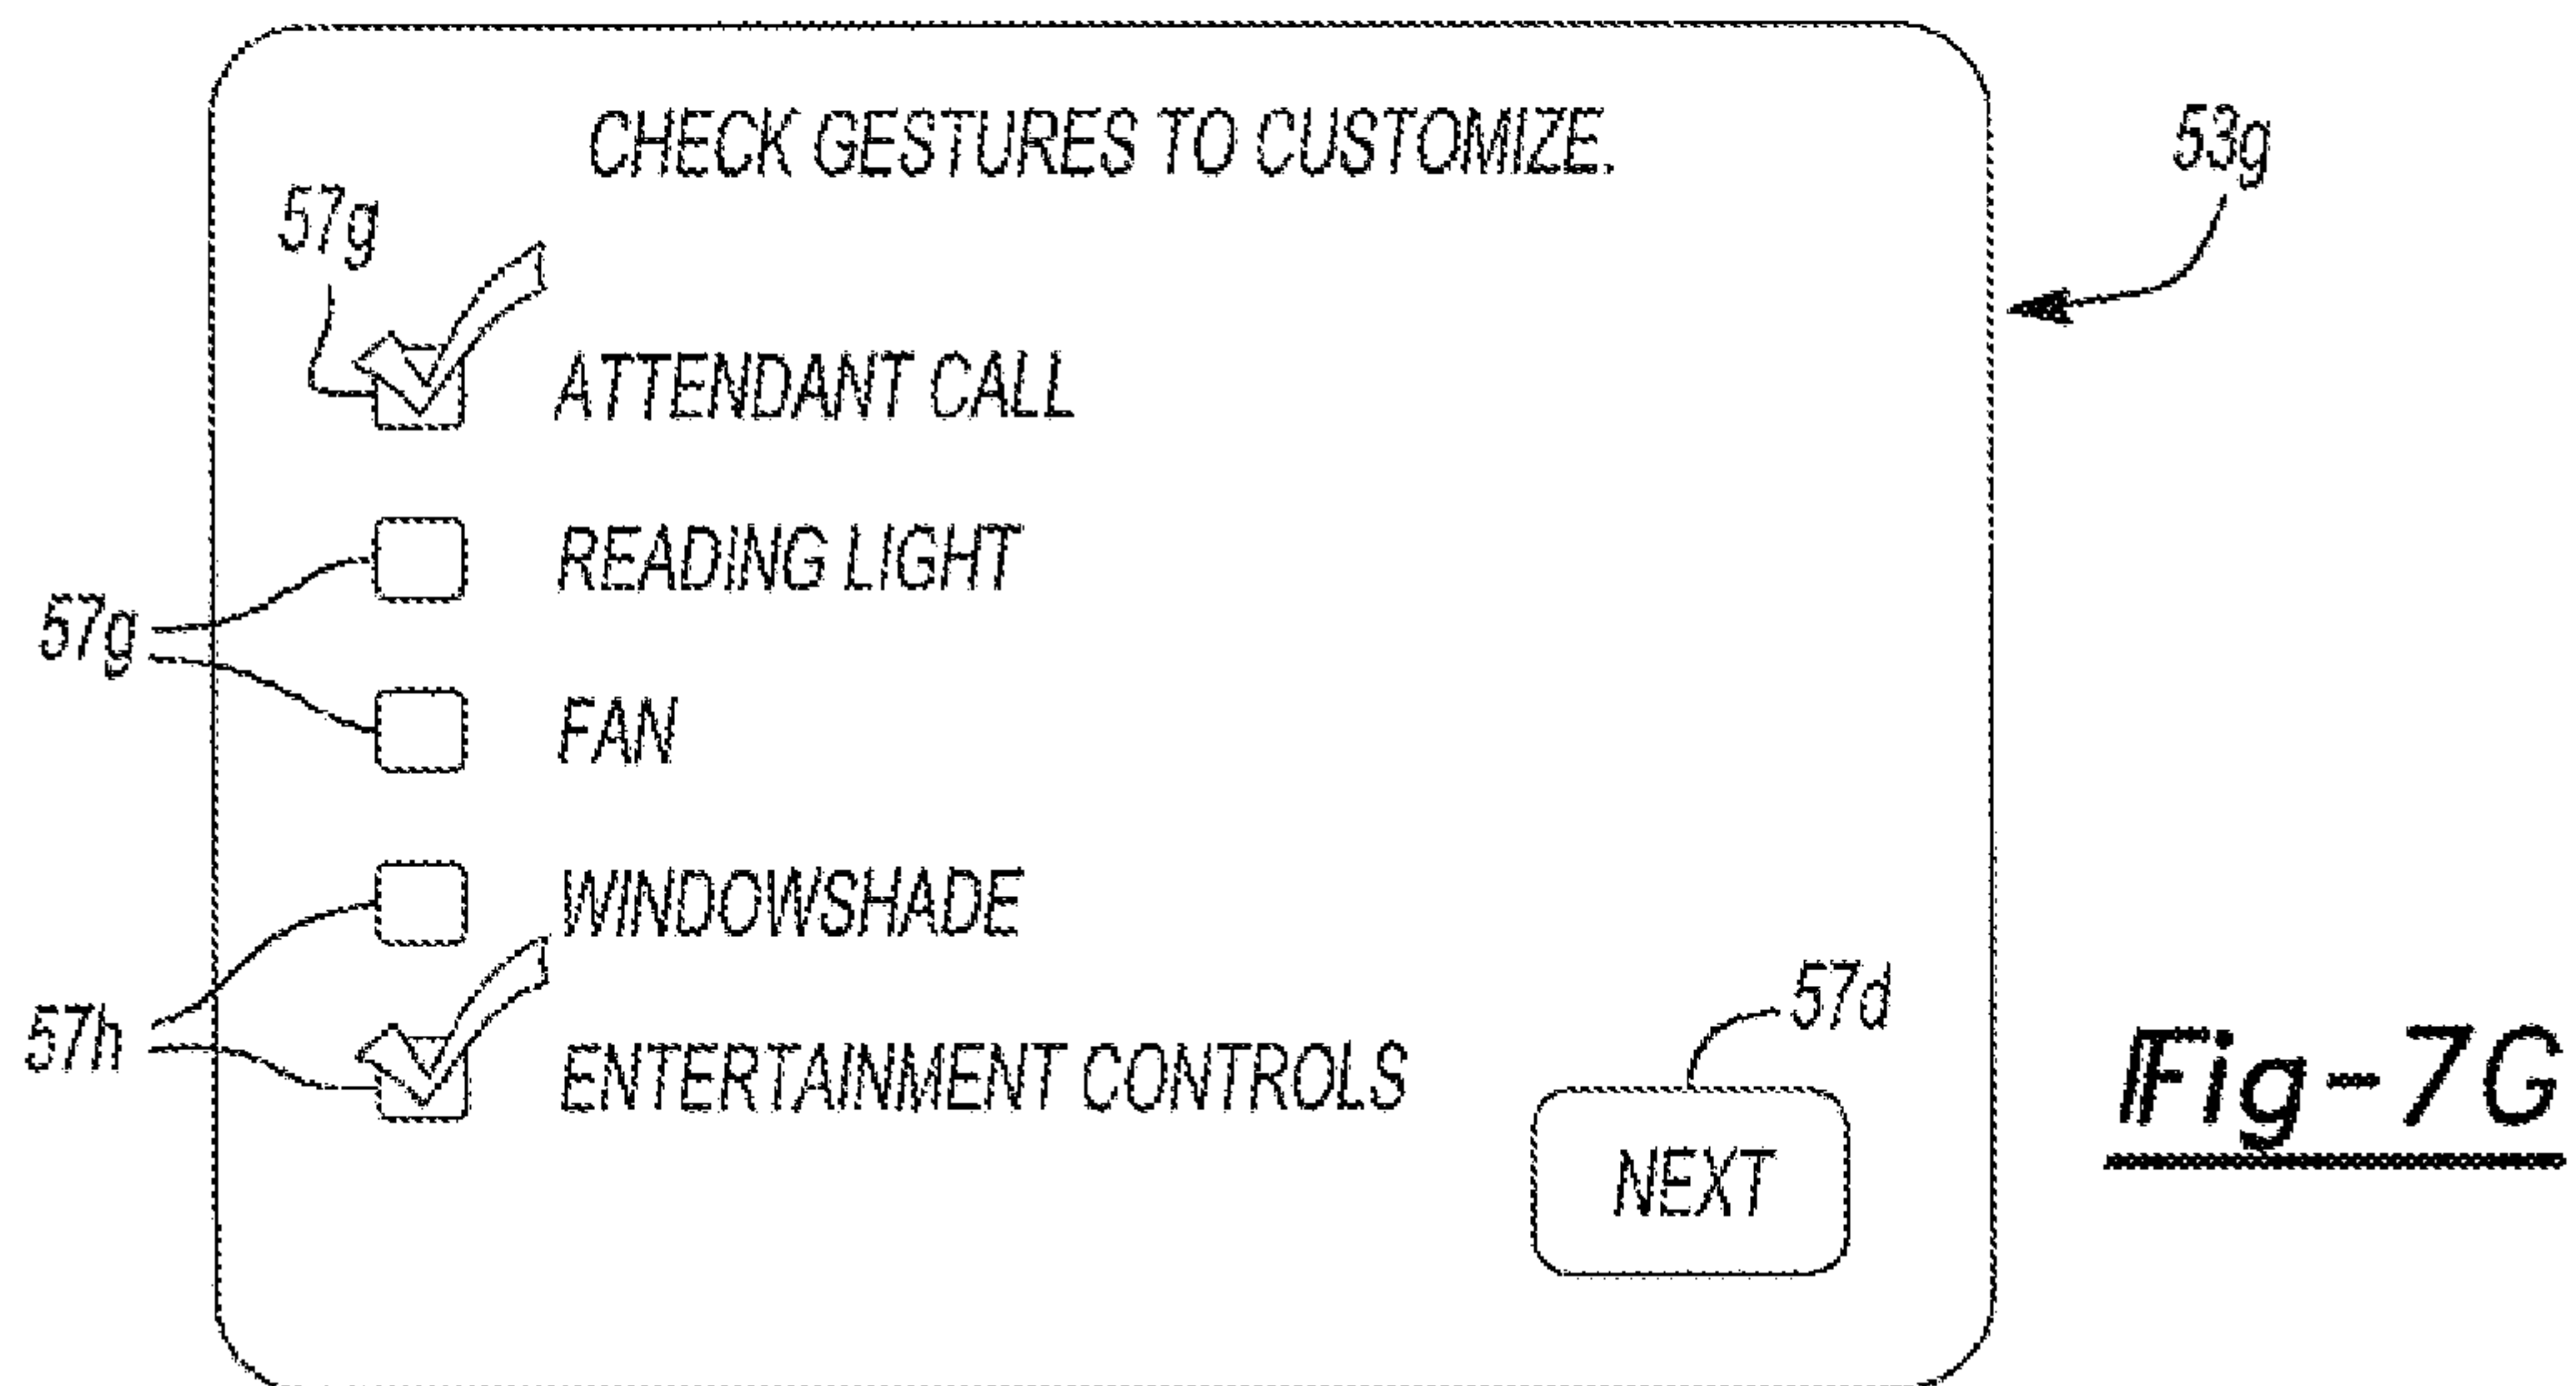 CHECK GESTURES TO CUSTOMIZE.
53g
57g
ATTENDANT CALL
READING LIGHT
57g
FAN
WINDOWSHADE
57h
ENTERTAINMENT CONTROLS
57d
NEXT
Fig-7G